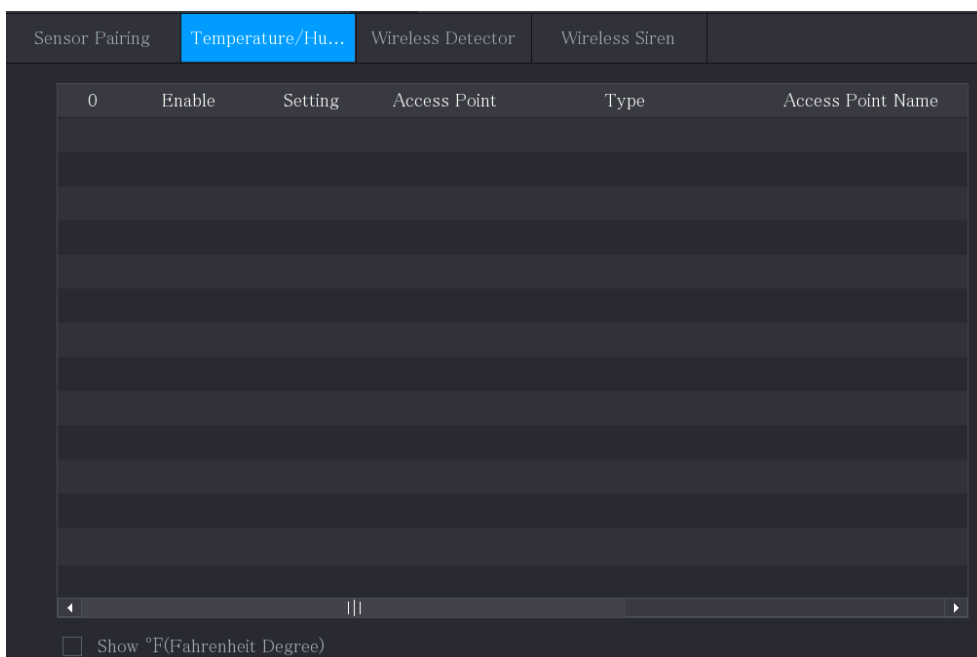 Sensor Pairing Temperature/Hu... Wireless Detector Wireless Siren
0 Enable Setting Access Point Type Access Point Name
Show °F(Fahrenheit Degree)